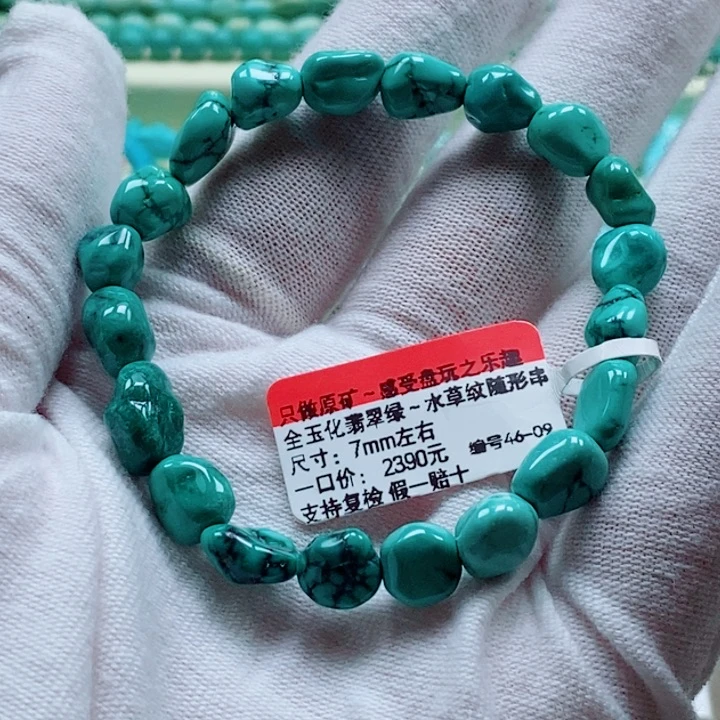 只做原矿~感受盘玩之乐趣
全玉化翡翠绿~水草纹随形串
尺寸：7mm左右
编号46-09
一口价：2390元
支持复检 假一赔十